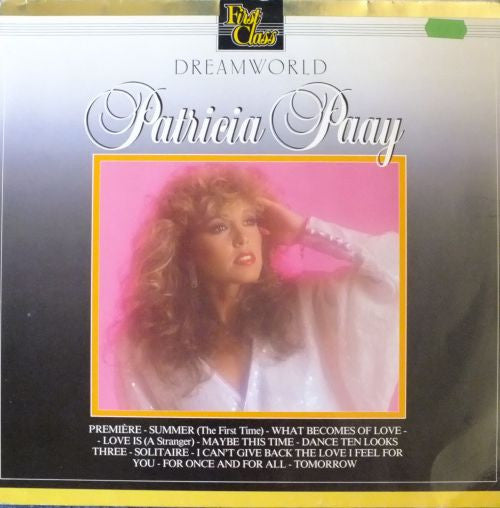 First
Class
DREAMWORLD
Patricia Paay
PREMIÈRE - SUMMER (The First Time) - WHAT BECOMES OF LOVE -
- LOVE IS (A Stranger) - MAYBE THIS TIME - DANCE TEN LOOKS
THREE - SOLITAIRE - I CAN'T GIVE BACK THE LOVE I FEEL FOR
YOU - FOR ONCE AND FOR ALL - TOMORROW